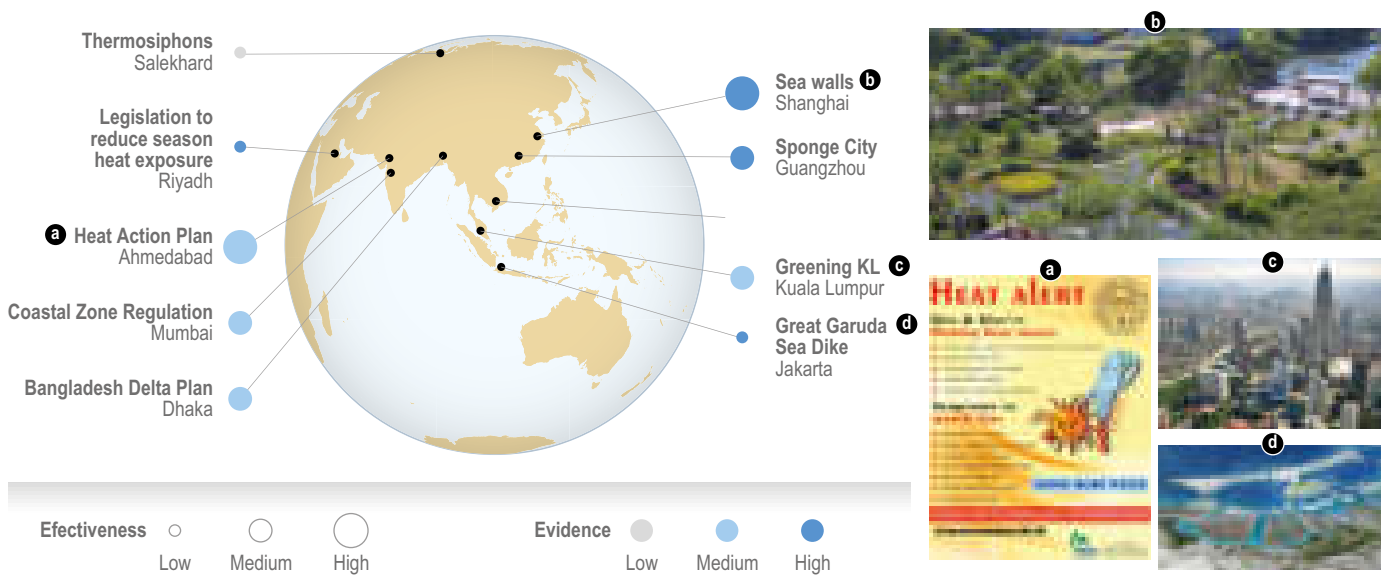 Thermosiphons
Salekhard
Legislation to
reduce season
heat exposure
Riyadh
a Heat Action Plan
Ahmedabad
Coastal Zone Regulation
Mumbai
Bangladesh Delta Plan
Dhaka
Sea walls b
Shanghai
Sponge City
Guangzhou
Greening KL c
Kuala Lumpur
Great Garuda d
Sea Dike
Jakarta
Efectiveness
Low
Medium
High
Evidence
Low
Medium
High
b
a
HEAT ALERT
c
d